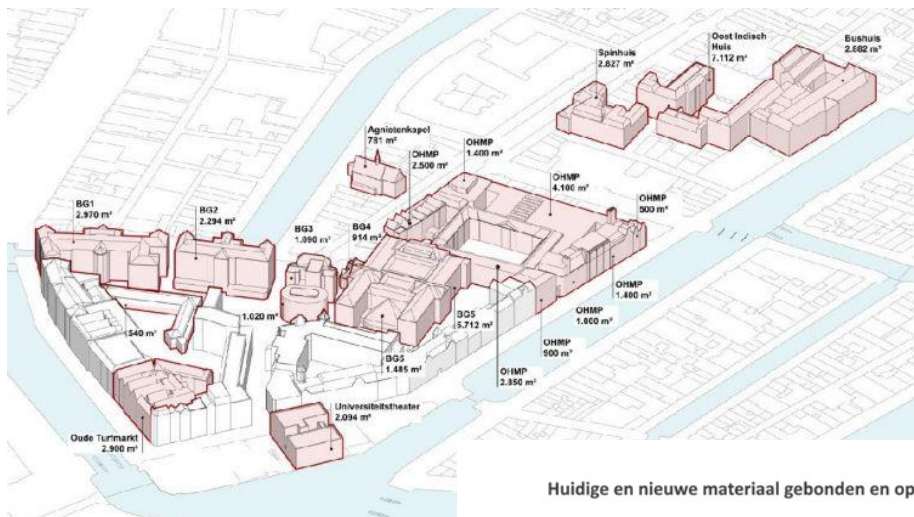 Spinhuis
2.827 m²
Oost Indisch
Huis
7.112 m²
Bushuis
2.882 m²
Agnietenkapel
781 m²
OHMP
2.500 m²
OHMP
1.400 m²
OHMP
4.100 m²
OHMP
500 m²
BG1
2.970 m²
BG2
2.294 m²
BG3
1.090 m²
BG4
914 m²
540 m²
1.020 m²
BG5
5.712 m²
BG5
1.485 m²
OHMP
1.400 m²
OHMP
1.000 m²
OHMP
900 m²
OHMP
2.850 m²
Oude Turfmarkt
2.900 m²
Universiteitstheater
2.094 m²
Huidige en nieuwe materiaal gebonden en op